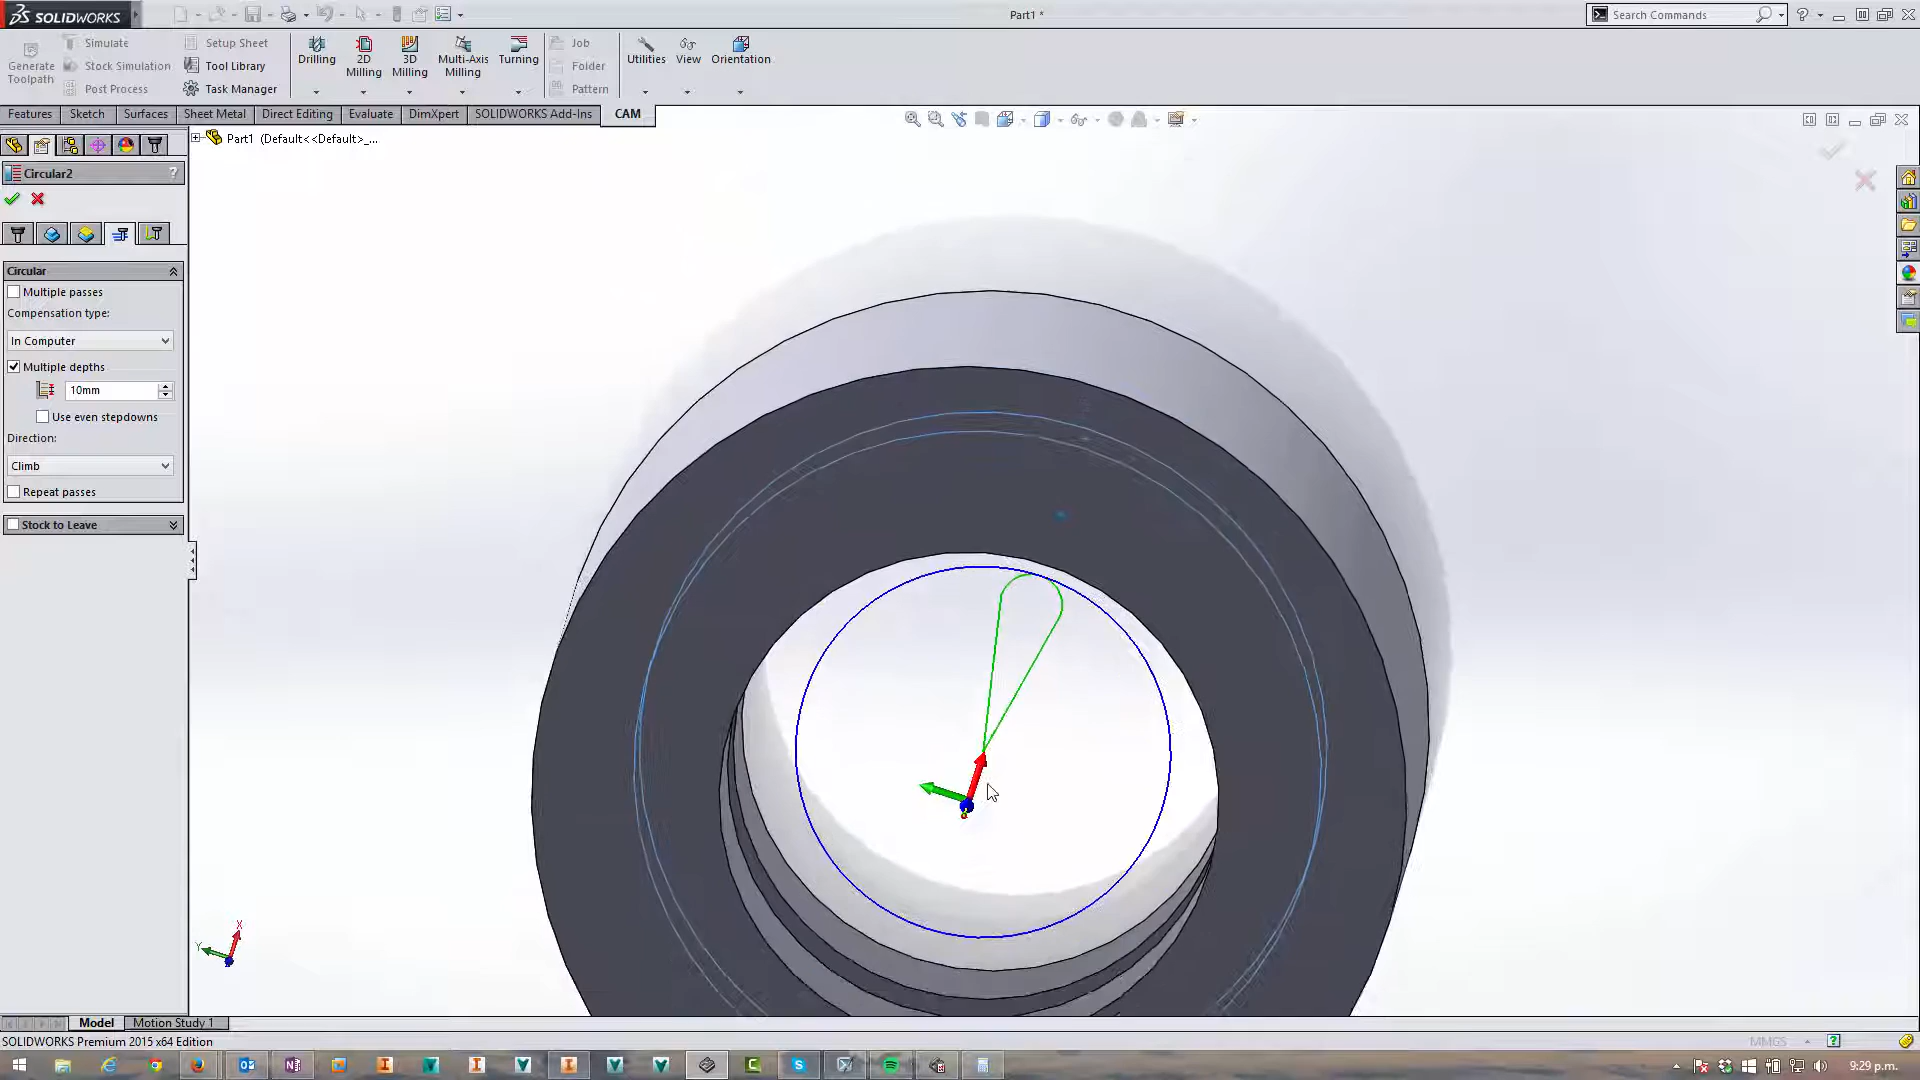 SOLIDWORKS
Part1 *
Search Commands
Generate Toolpath
Simulate
Stock Simulation
Post Process
Setup Sheet
Tool Library
Task Manager
Drilling
2D Milling
3D Milling
Multi-Axis Milling
Turning
Job
Folder
Pattern
Utilities
View
Orientation
Features
Sketch
Surfaces
Sheet Metal
Direct Editing
Evaluate
DimXpert
SOLIDWORKS Add-Ins
CAM
Part1 (Default<<Default>_...
Circular2
?
Circular
Multiple passes
Compensation type:
In Computer
Multiple depths
10mm
Use even stepdowns
Direction:
Climb
Repeat passes
Stock to Leave
X
Y
Model
Motion Study 1
SOLIDWORKS Premium 2015 x64 Edition
MMGS
9:29 p.m.